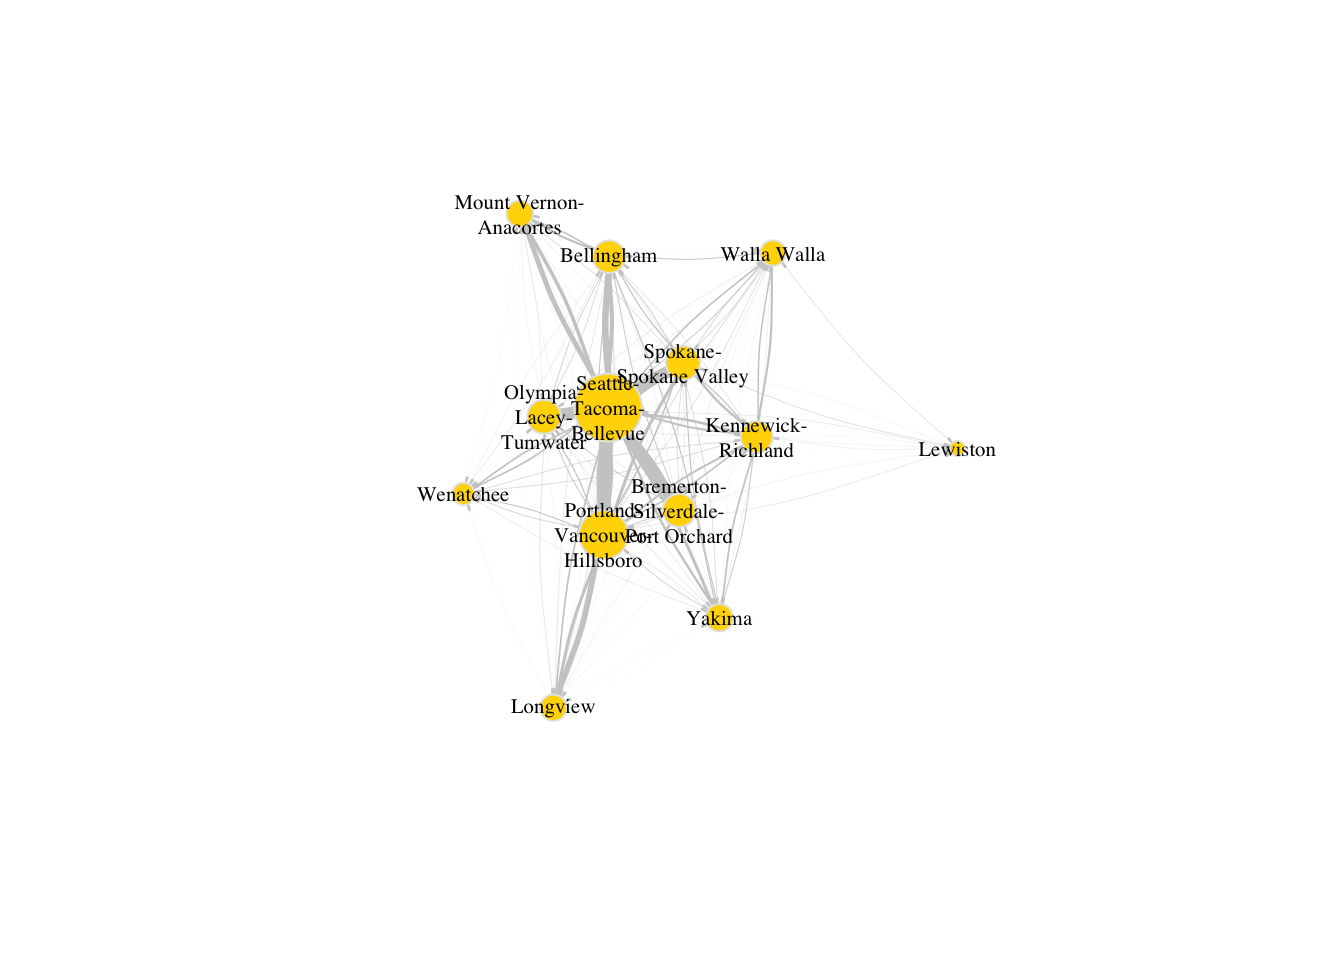 Mount Vernon-
Anacortes
Bellingham
Walla Walla
Spokane-
Spokane Valley
Seattle-
Tacoma-
Bellevue
Olympia-
Lacey-
Tumwater
Kennewick-
Richland
Lewiston
Wenatchee
Bremerton-
Silverdale-
Port Orchard
Portland-
Vancouver-
Hillsboro
Yakima
Longview